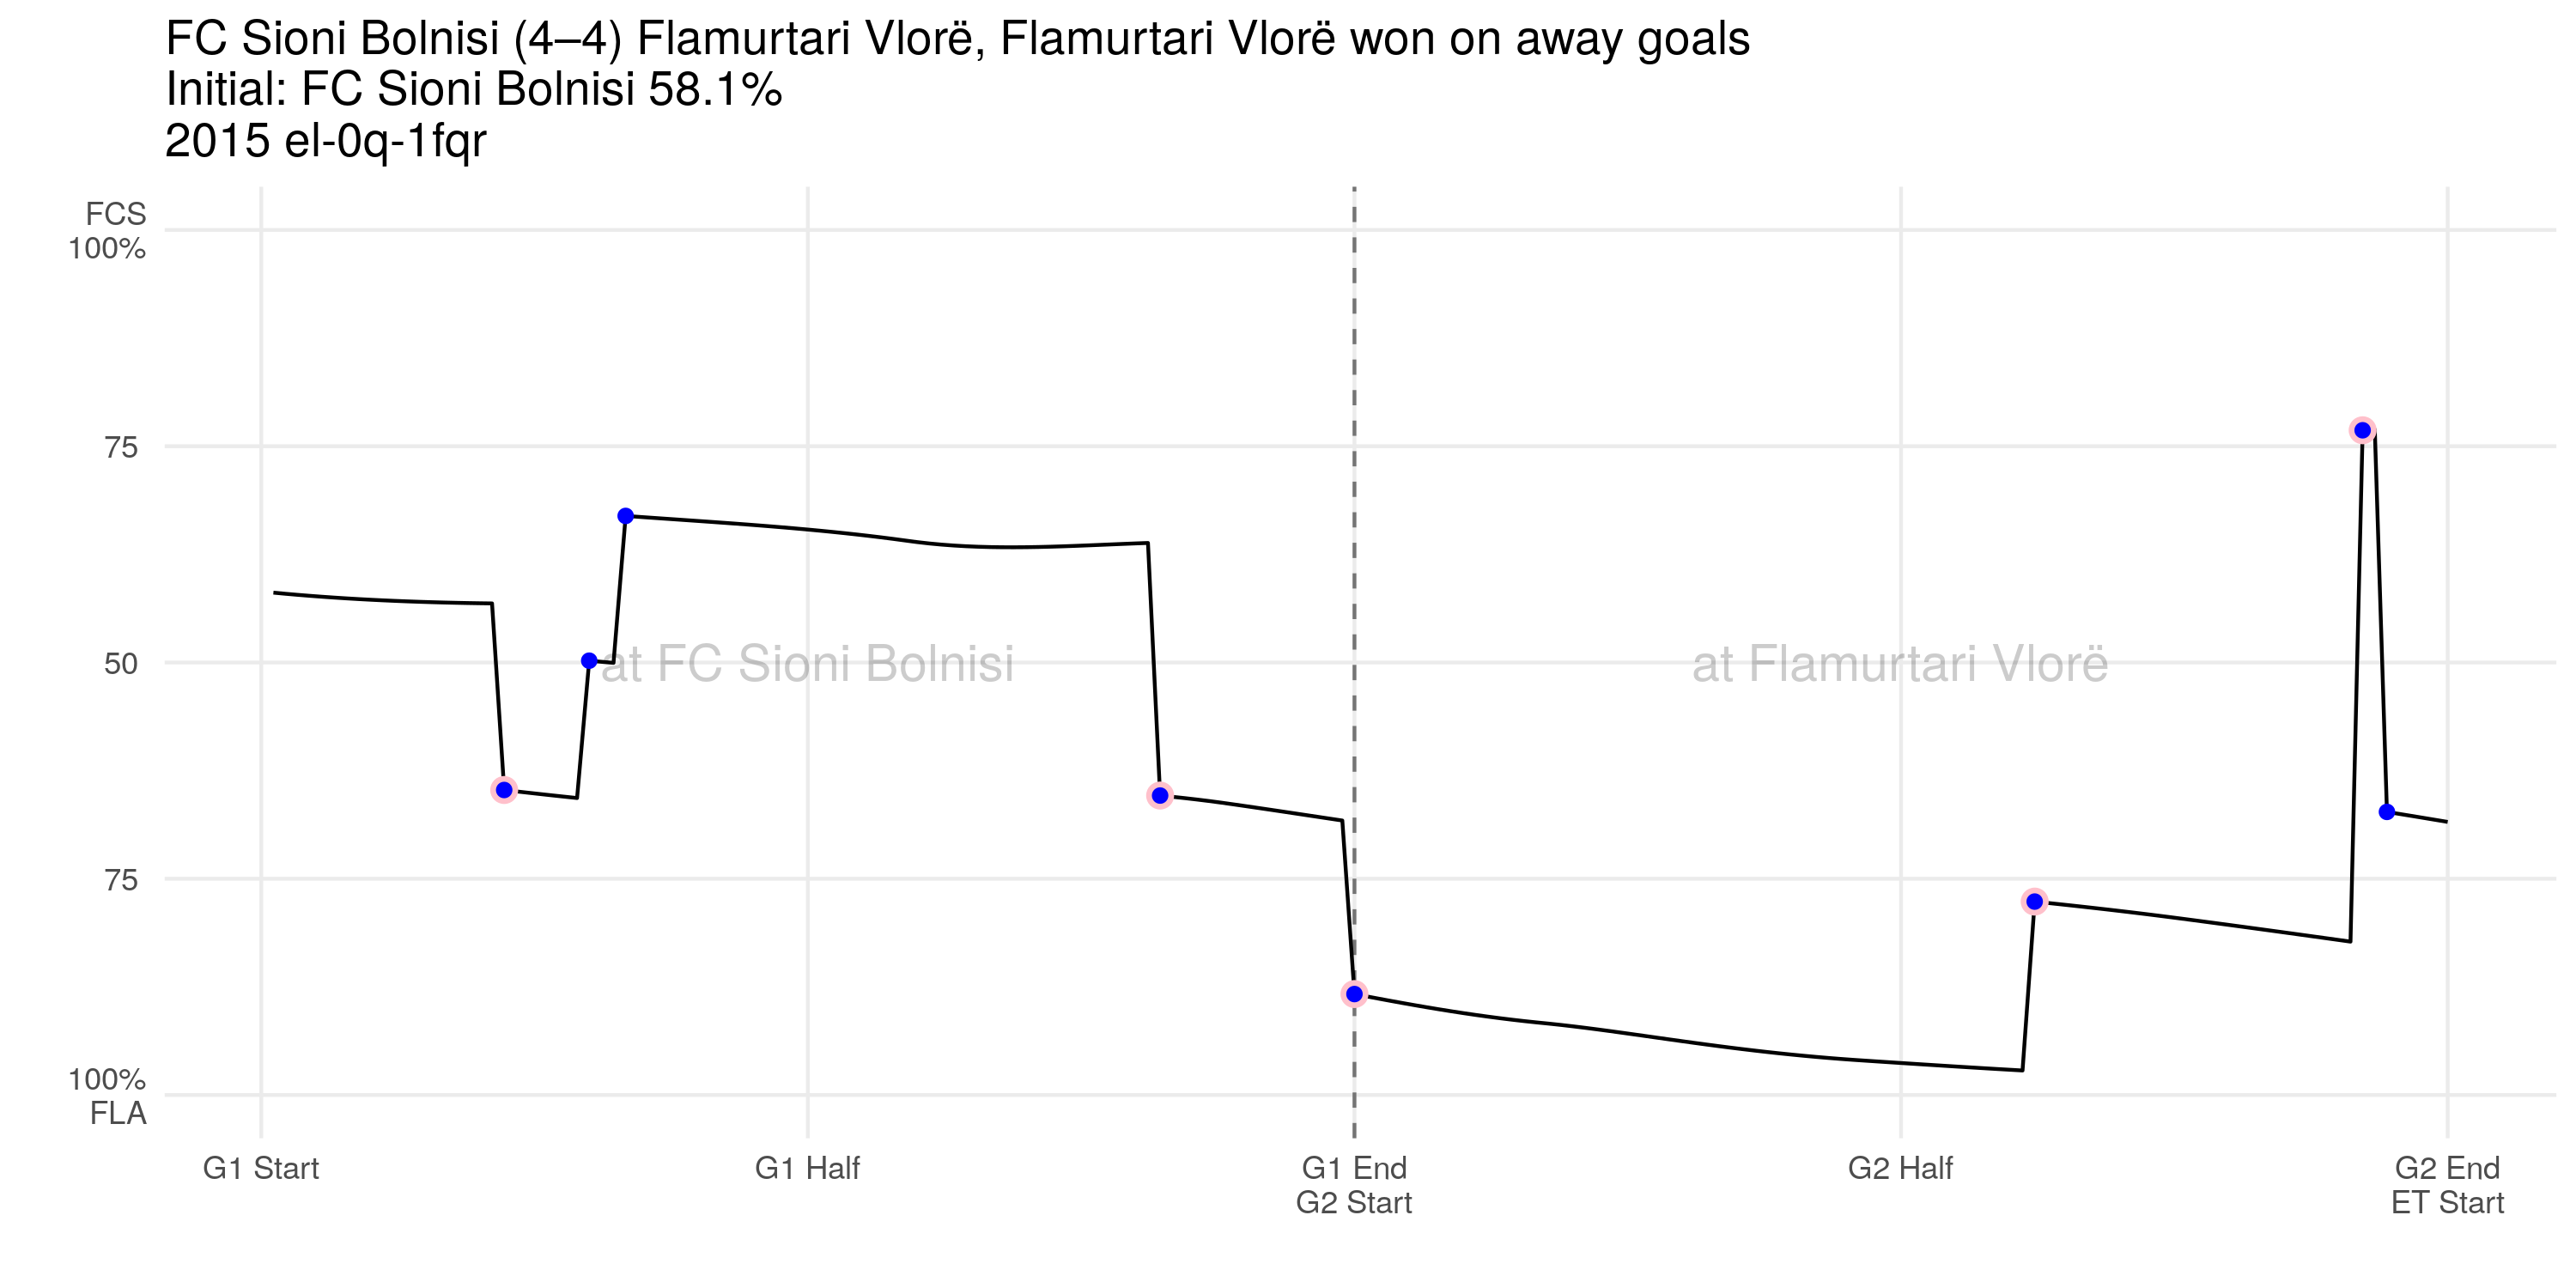 FC Sioni Bolnisi (4–4) Flamurtari Vlorë, Flamurtari Vlorë won on away goals
Initial: FC Sioni Bolnisi 58.1%
2015 el-0q-1fqr
FCS
100%
75
50
75
100%
FLA
at FC Sioni Bolnisi
at Flamurtari Vlorë
G1 Start
G1 Half
G1 End
G2 Start
G2 Half
G2 End
ET Start